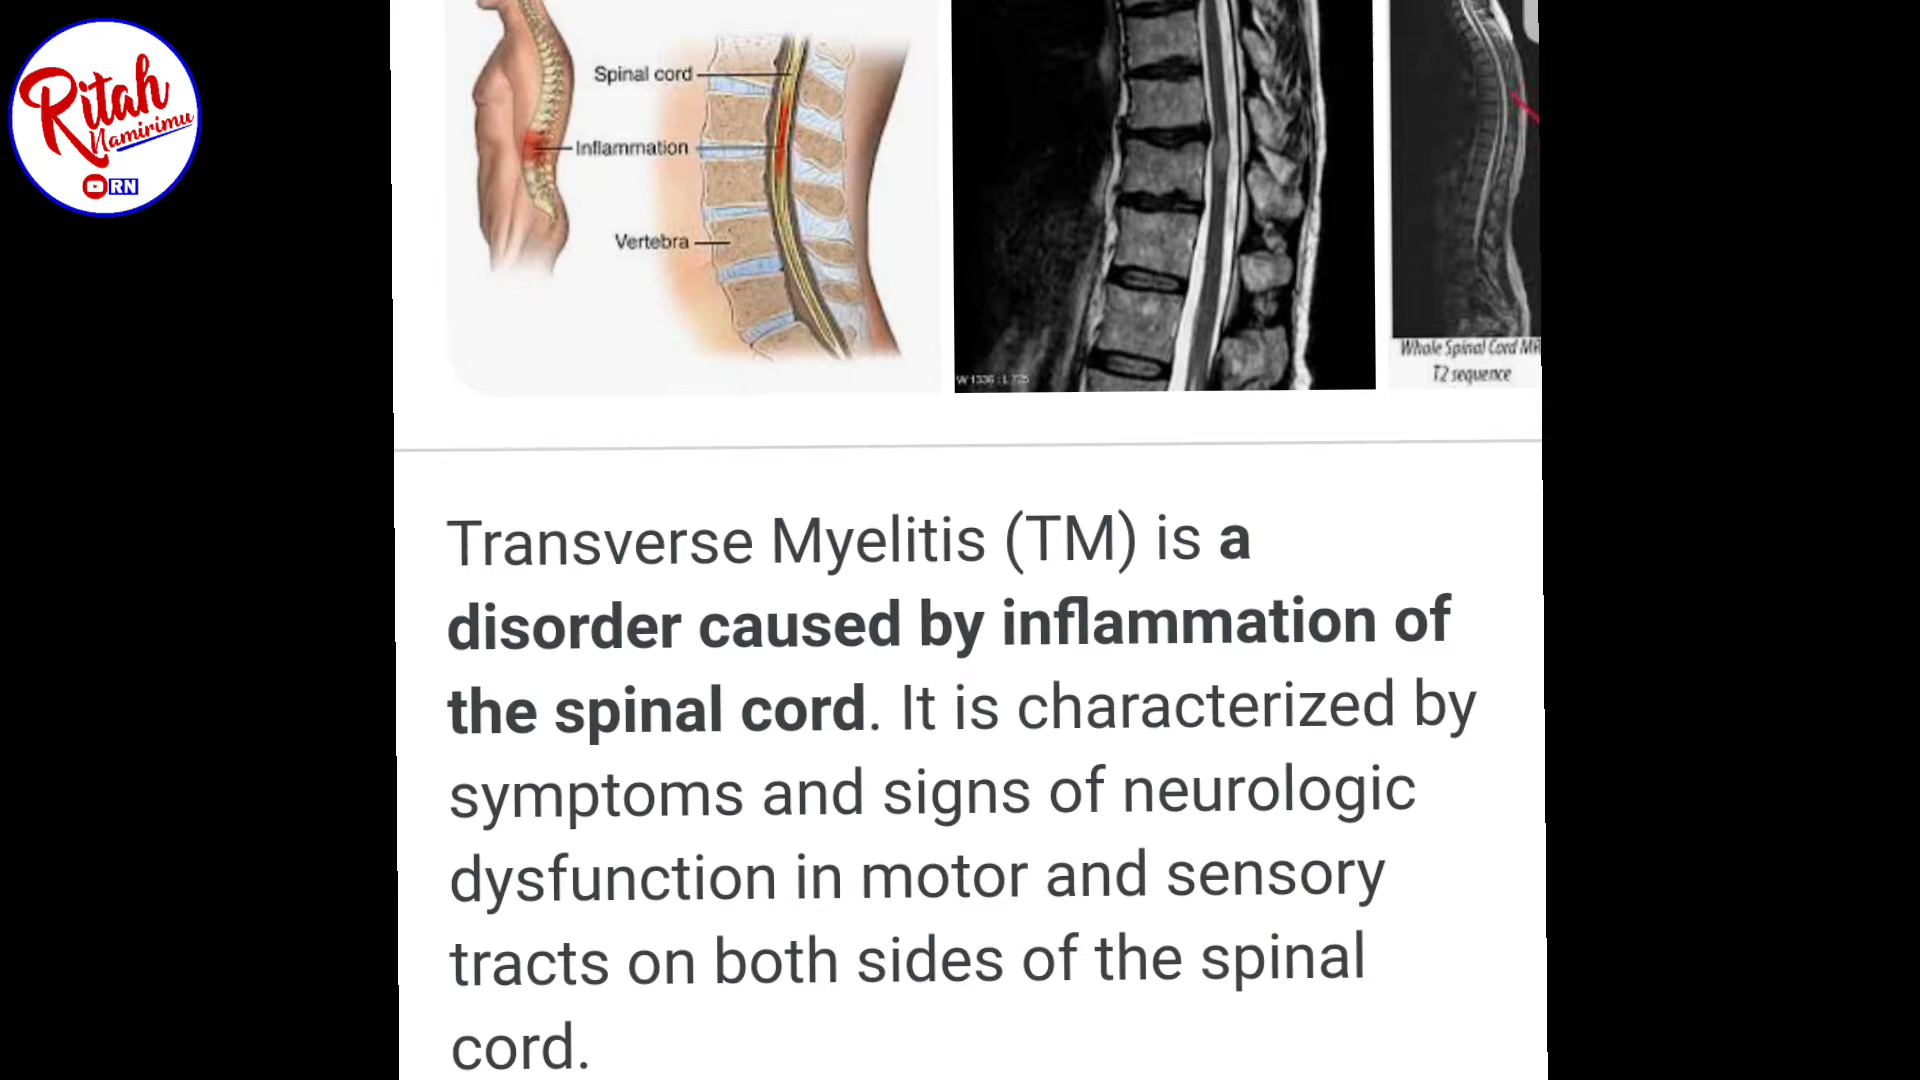 Ritah
Namirimu
RN
Spinal cord
Inflammation
Vertebra
W 1336 : L 725
Whole Spinal Cord MR
T2 sequence
Transverse Myelitis (TM) is a
disorder caused by inflammation of
the spinal cord. It is characterized by
symptoms and signs of neurologic
dysfunction in motor and sensory
tracts on both sides of the spinal
cord.